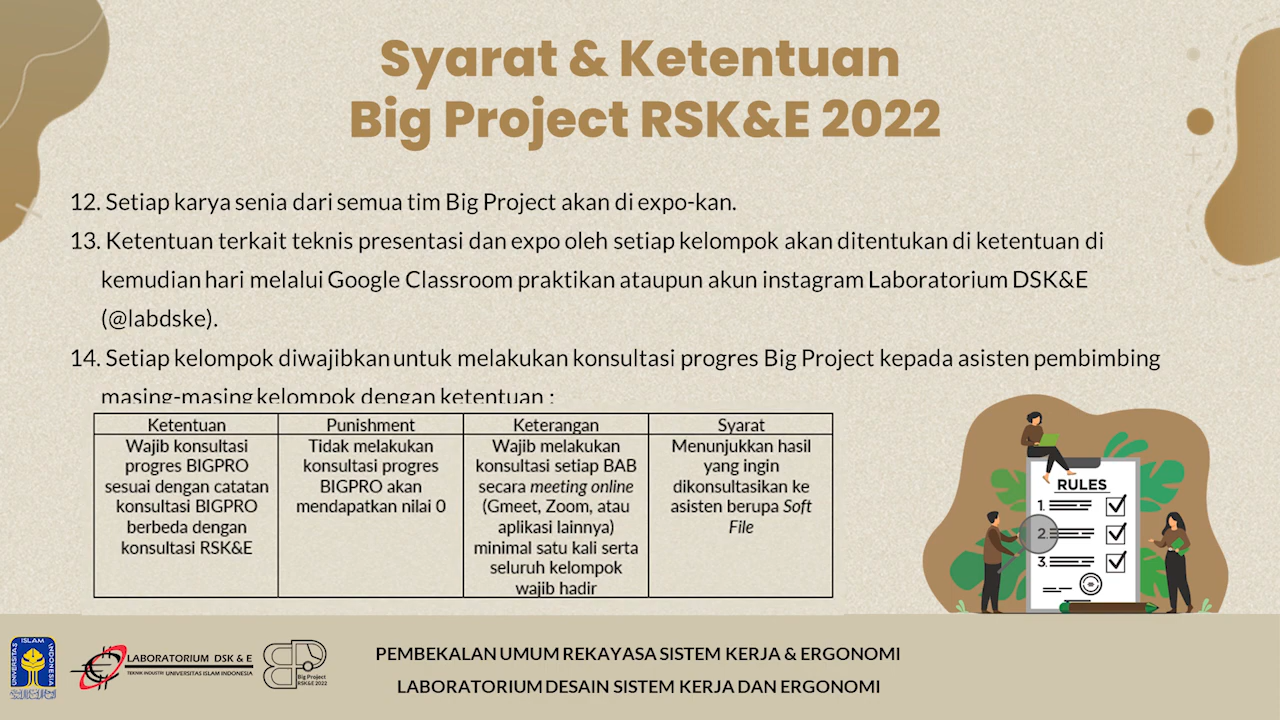 Syarat & Ketentuan
Big Project RSK&E 2022
12. Setiap karya senia dari semua tim Big Project akan di expo-kan.
13. Ketentuan terkait teknis presentasi dan expo oleh setiap kelompok akan ditentukan di ketentuan di
kemudian hari melalui Google Classroom praktikan ataupun akun instagram Laboratorium DSK&E
(@labdske).
14. Setiap kelompok diwajibkan untuk melakukan konsultasi progres Big Project kepada asisten pembimbing
masing-masing kelompok dengan ketentuan :
Ketentuan
Wajib konsultasi
progres BIGPRO
sesuai dengan catatan
konsultasi BIGPRO
berbeda dengan
konsultasi RSK&E
Punishment
Tidak melakukan
konsultasi progres
BIGPRO akan
mendapatkan nilai 0
Keterangan
Wajib melakukan
konsultasi setiap BAB
secara meeting online
(Gmeet, Zoom, atau
aplikasi lainnya)
minimal satu kali serta
seluruh kelompok
wajib hadir
Syarat
Menunjukkan hasil
yang ingin
dikonsultasikan ke
asisten berupa Soft
File
RULES
1.
2.
3.
UNIVERSITAS ISLAM INDONESIA
LABORATORIUM DSK & E
TEKNIK INDUSTRI UNIVERSITAS ISLAM INDONESIA
Big Project
RSK&E 2022
PEMBEKALAN UMUM REKAYASA SISTEM KERJA & ERGONOMI
LABORATORIUM DESAIN SISTEM KERJA DAN ERGONOMI